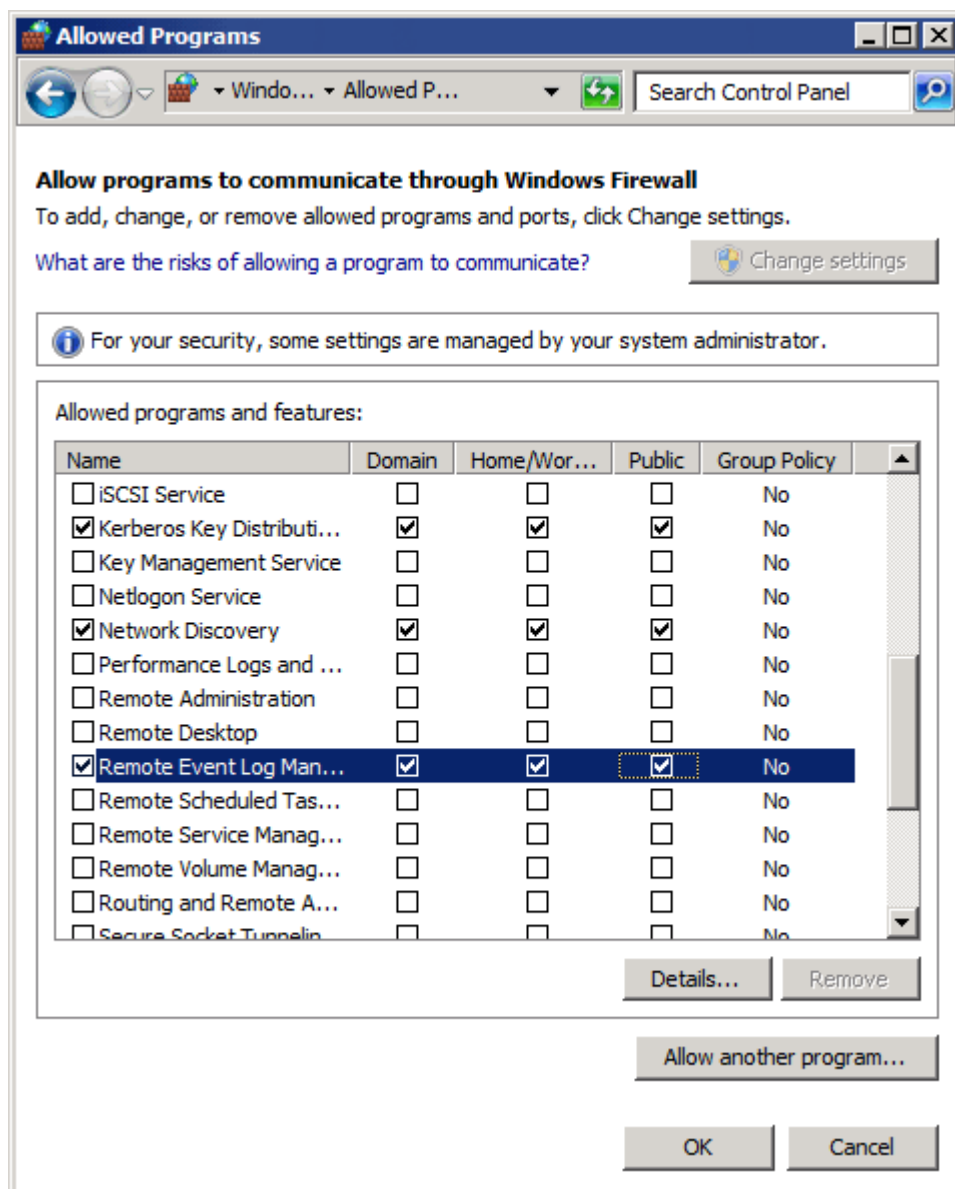 Allowed Programs
Windo... Allowed P... Search Control Panel
Allow programs to communicate through Windows Firewall
To add, change, or remove allowed programs and ports, click Change settings.
What are the risks of allowing a program to communicate? Change settings
For your security, some settings are managed by your system administrator.
Allowed programs and features:
Name Domain Home/Wor... Public Group Policy
iSCSI Service No
Kerberos Key Distributi... No
Key Management Service No
Netlogon Service No
Network Discovery No
Performance Logs and ... No
Remote Administration No
Remote Desktop No
Remote Event Log Man... No
Remote Scheduled Tas... No
Remote Service Manag... No
Remote Volume Manag... No
Routing and Remote A... No
Secure Socket Tunnelin No
Details... Remove
Allow another program...
OK Cancel